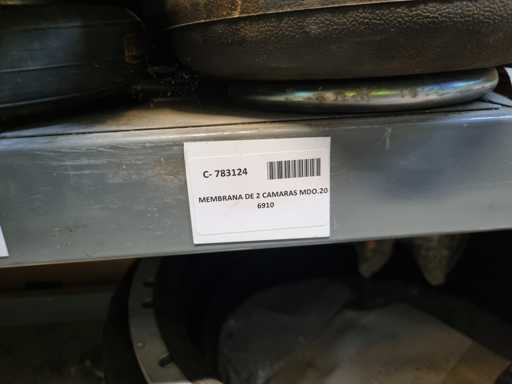 C- 783124
MEMBRANA DE 2 CAMARAS MDO.20
6910